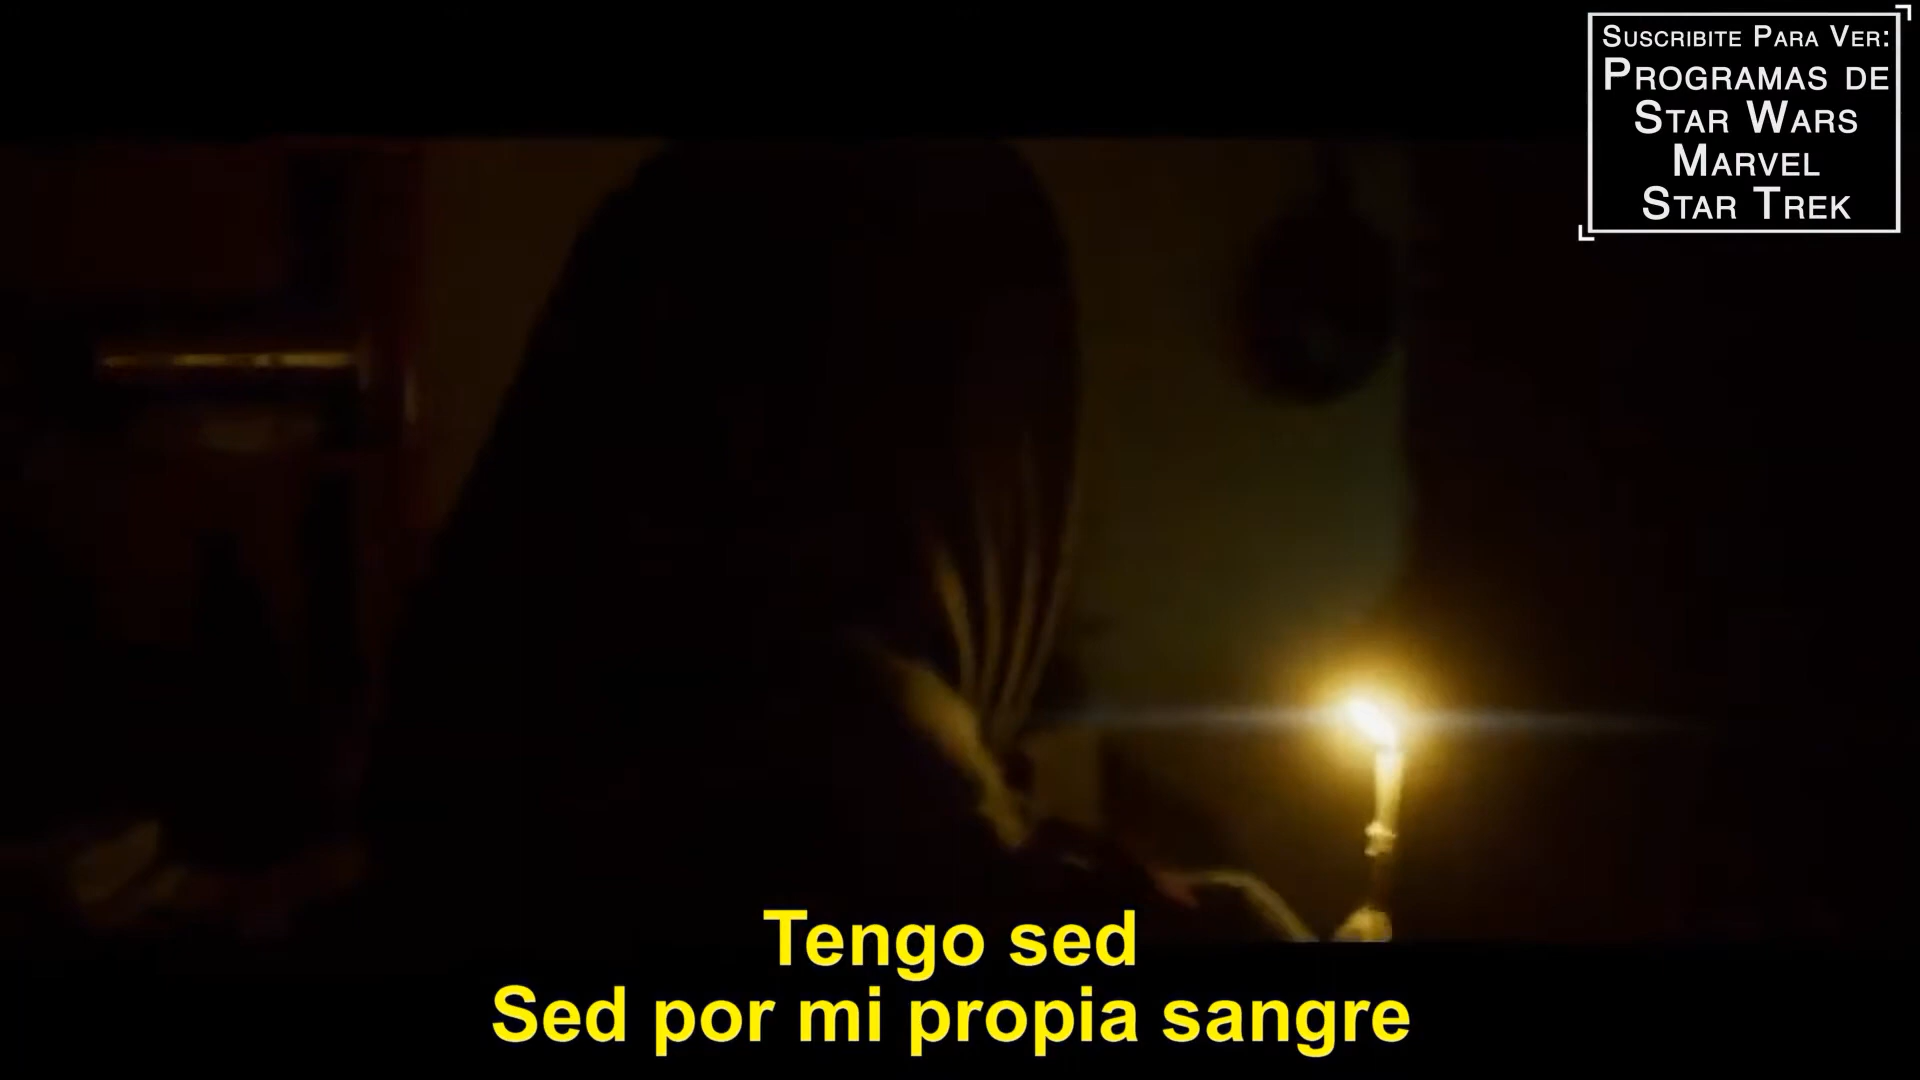 Suscribite Para Ver:
Programas de
Star Wars
Marvel
Star Trek
Tengo sed
Sed por mi propia sangre